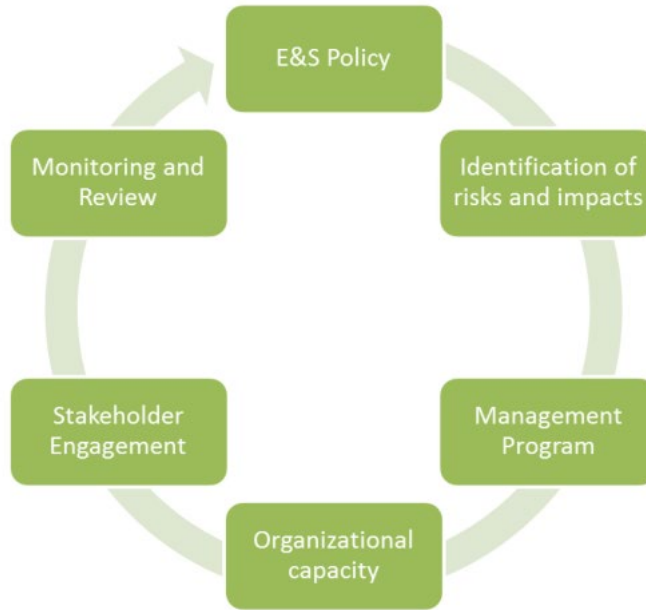 E&S Policy
Identification of
risks and impacts
Management
Program
Organizational
capacity
Stakeholder
Engagement
Monitoring and
Review